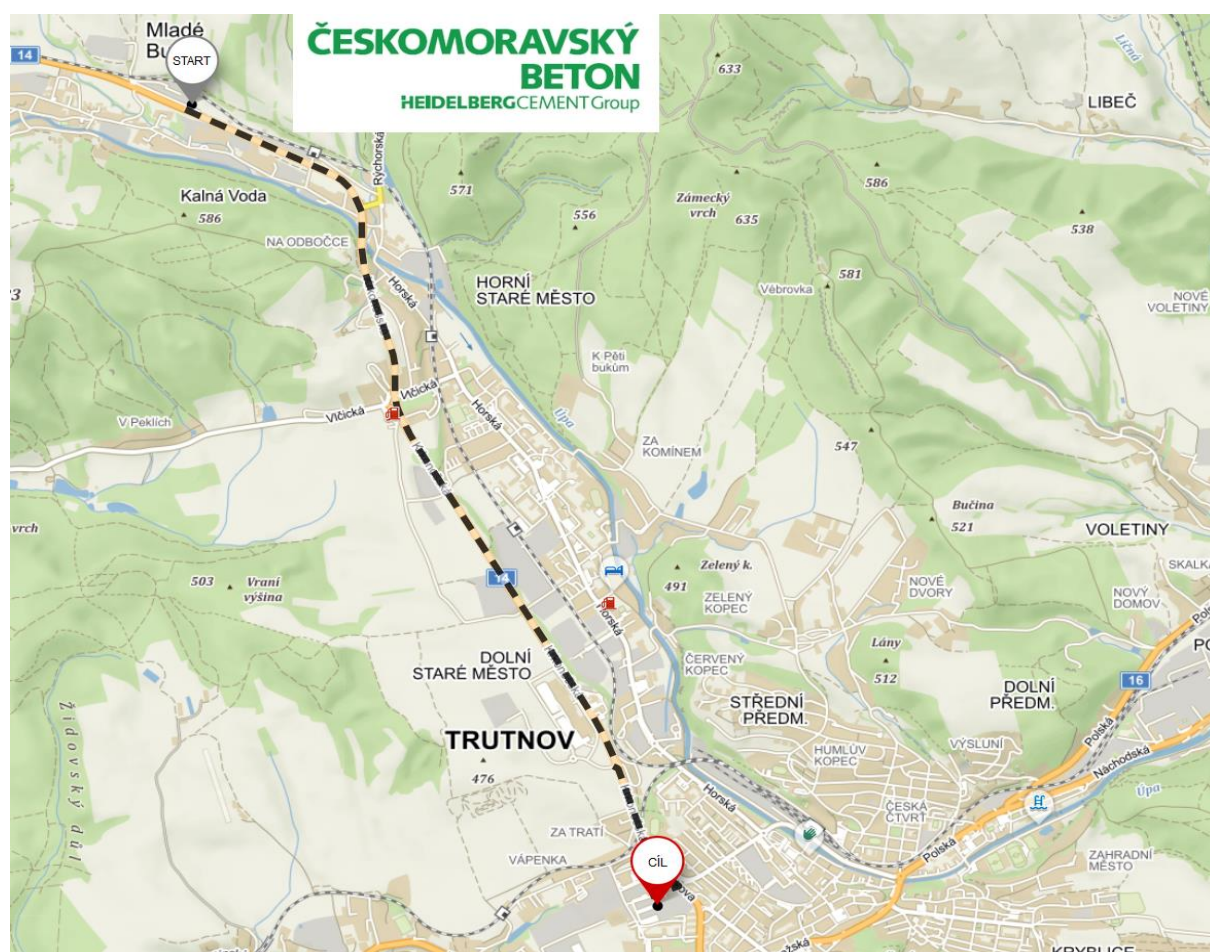 Mladé
ČESKOMORAVSKÝ
BETON
HEIDELBERGCEMENT Group
START
14
633
Ličná
LIBEČ
Rýchorská
571
Kalná Voda
586
556
Zámecký
vrch
635
586
538
NA ODBOČCE
HORNÍ
STARÉ MĚSTO
Horská
581
Vébrovka
NOVÉ
VOLETINY
K Pěti
bukům
Vlčická
Vlčická
V Peklích
Horská
Úpa
ZA
KOMÍNEM
547
Bučina
521
VOLETINY
vrch
503
Vraní
výšina
14
Zelený k.
491
ZELENÝ
KOPEC
NOVÉ
DVORY
NOVÝ
DOMOV
SKALKA
Horská
DOLNÍ
STARÉ MĚSTO
ČERVENÝ
KOPEC
Lány
512
16
STŘEDNÍ
PŘEDM.
DOLNÍ
PŘEDM.
Židovský důl
TRUTNOV
476
HUMLŮV
KOPEC
VÝSLUNÍ
Polská
Náchodská
Úpa
Horská
ČESKÁ
ČTVRŤ
ZA TRATÍ
VÁPENKA
CÍL
Polská
ZAHRADNÍ
MĚSTO
KRYBLICE